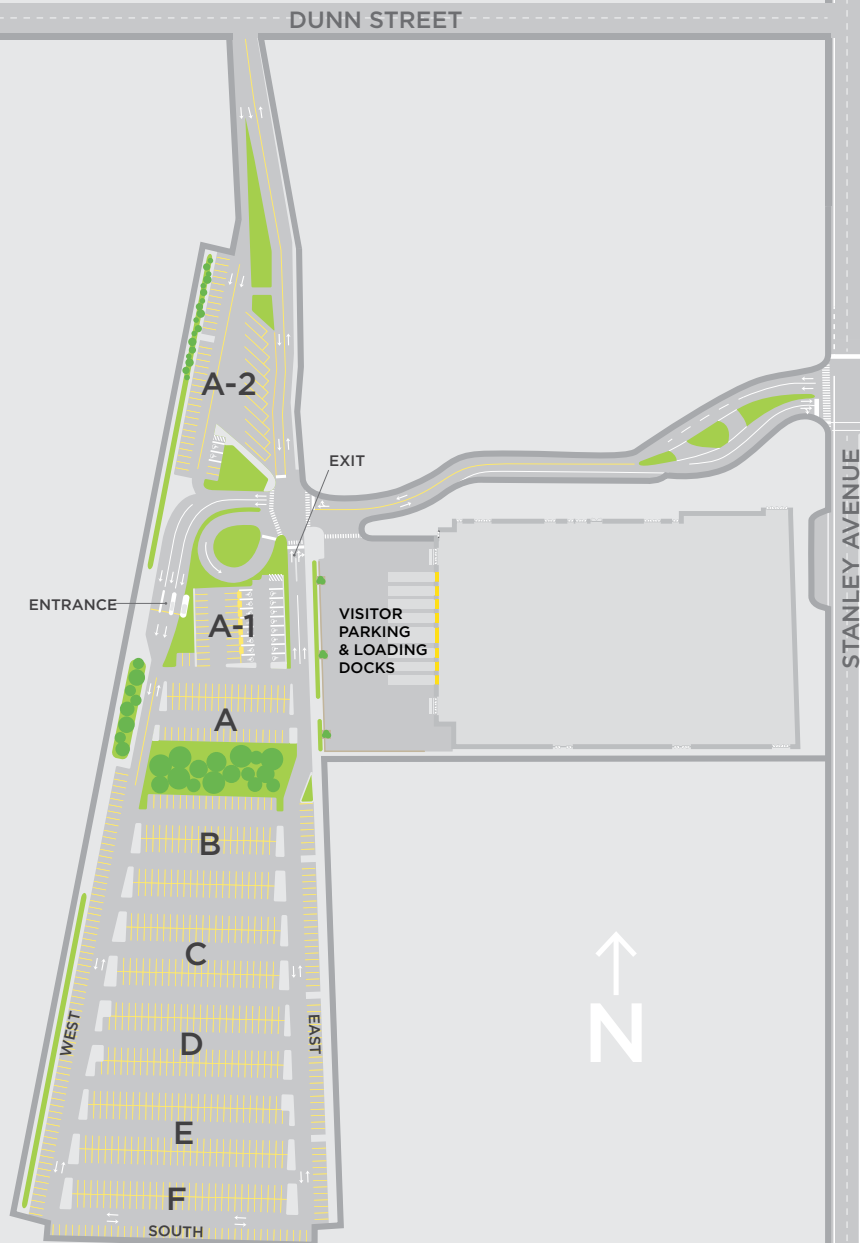 DUNN STREET
A-2
EXIT
STANLEY AVENUE
ENTRANCE
A-1
VISITOR
PARKING
& LOADING
DOCKS
A
B
C
WEST
EAST
D
N
E
F
SOUTH